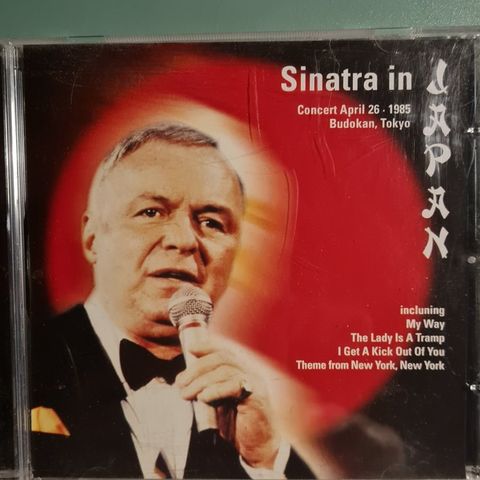 Sinatra in
JAPAN
Concert April 26 · 1985
Budokan, Tokyo
incluning
My Way
The Lady Is A Tramp
I Get A Kick Out Of You
Theme from New York, New York